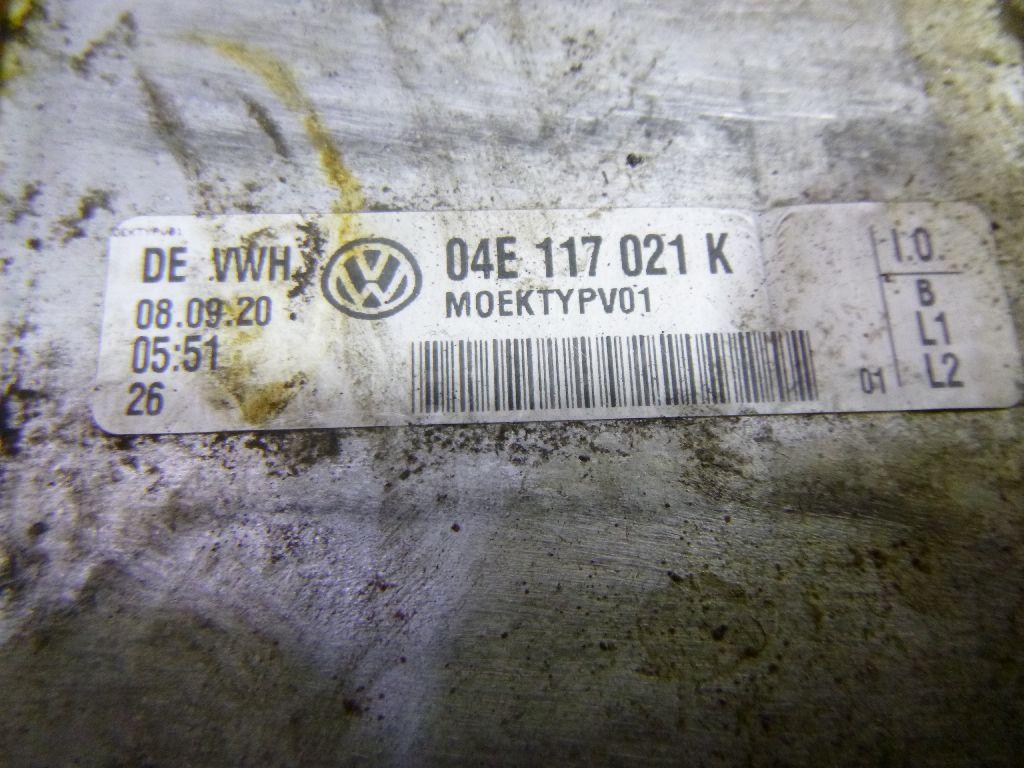 DE VWH
08.09.20
05:51
26
04E 117 021 K
MOEKTYPV01
01
I.O.
B
L1
L2